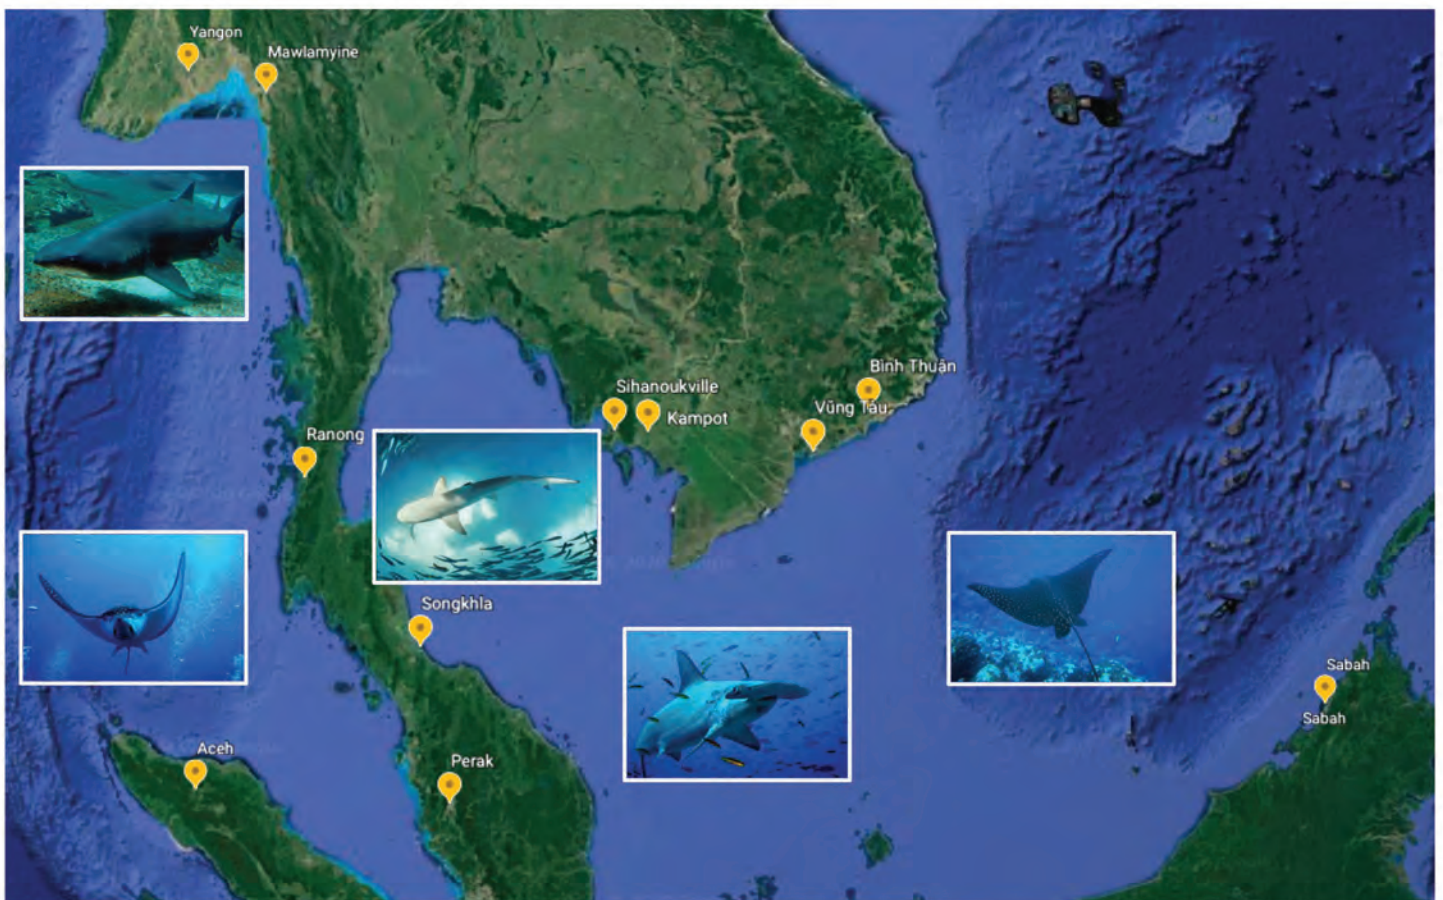 Yangon
Mawlamyine
Bình Thuận
Sihanoukville
Vũng Tàu
Kampot
Ranong
Songkhla
Sabah
Sabah
Aceh
Perak